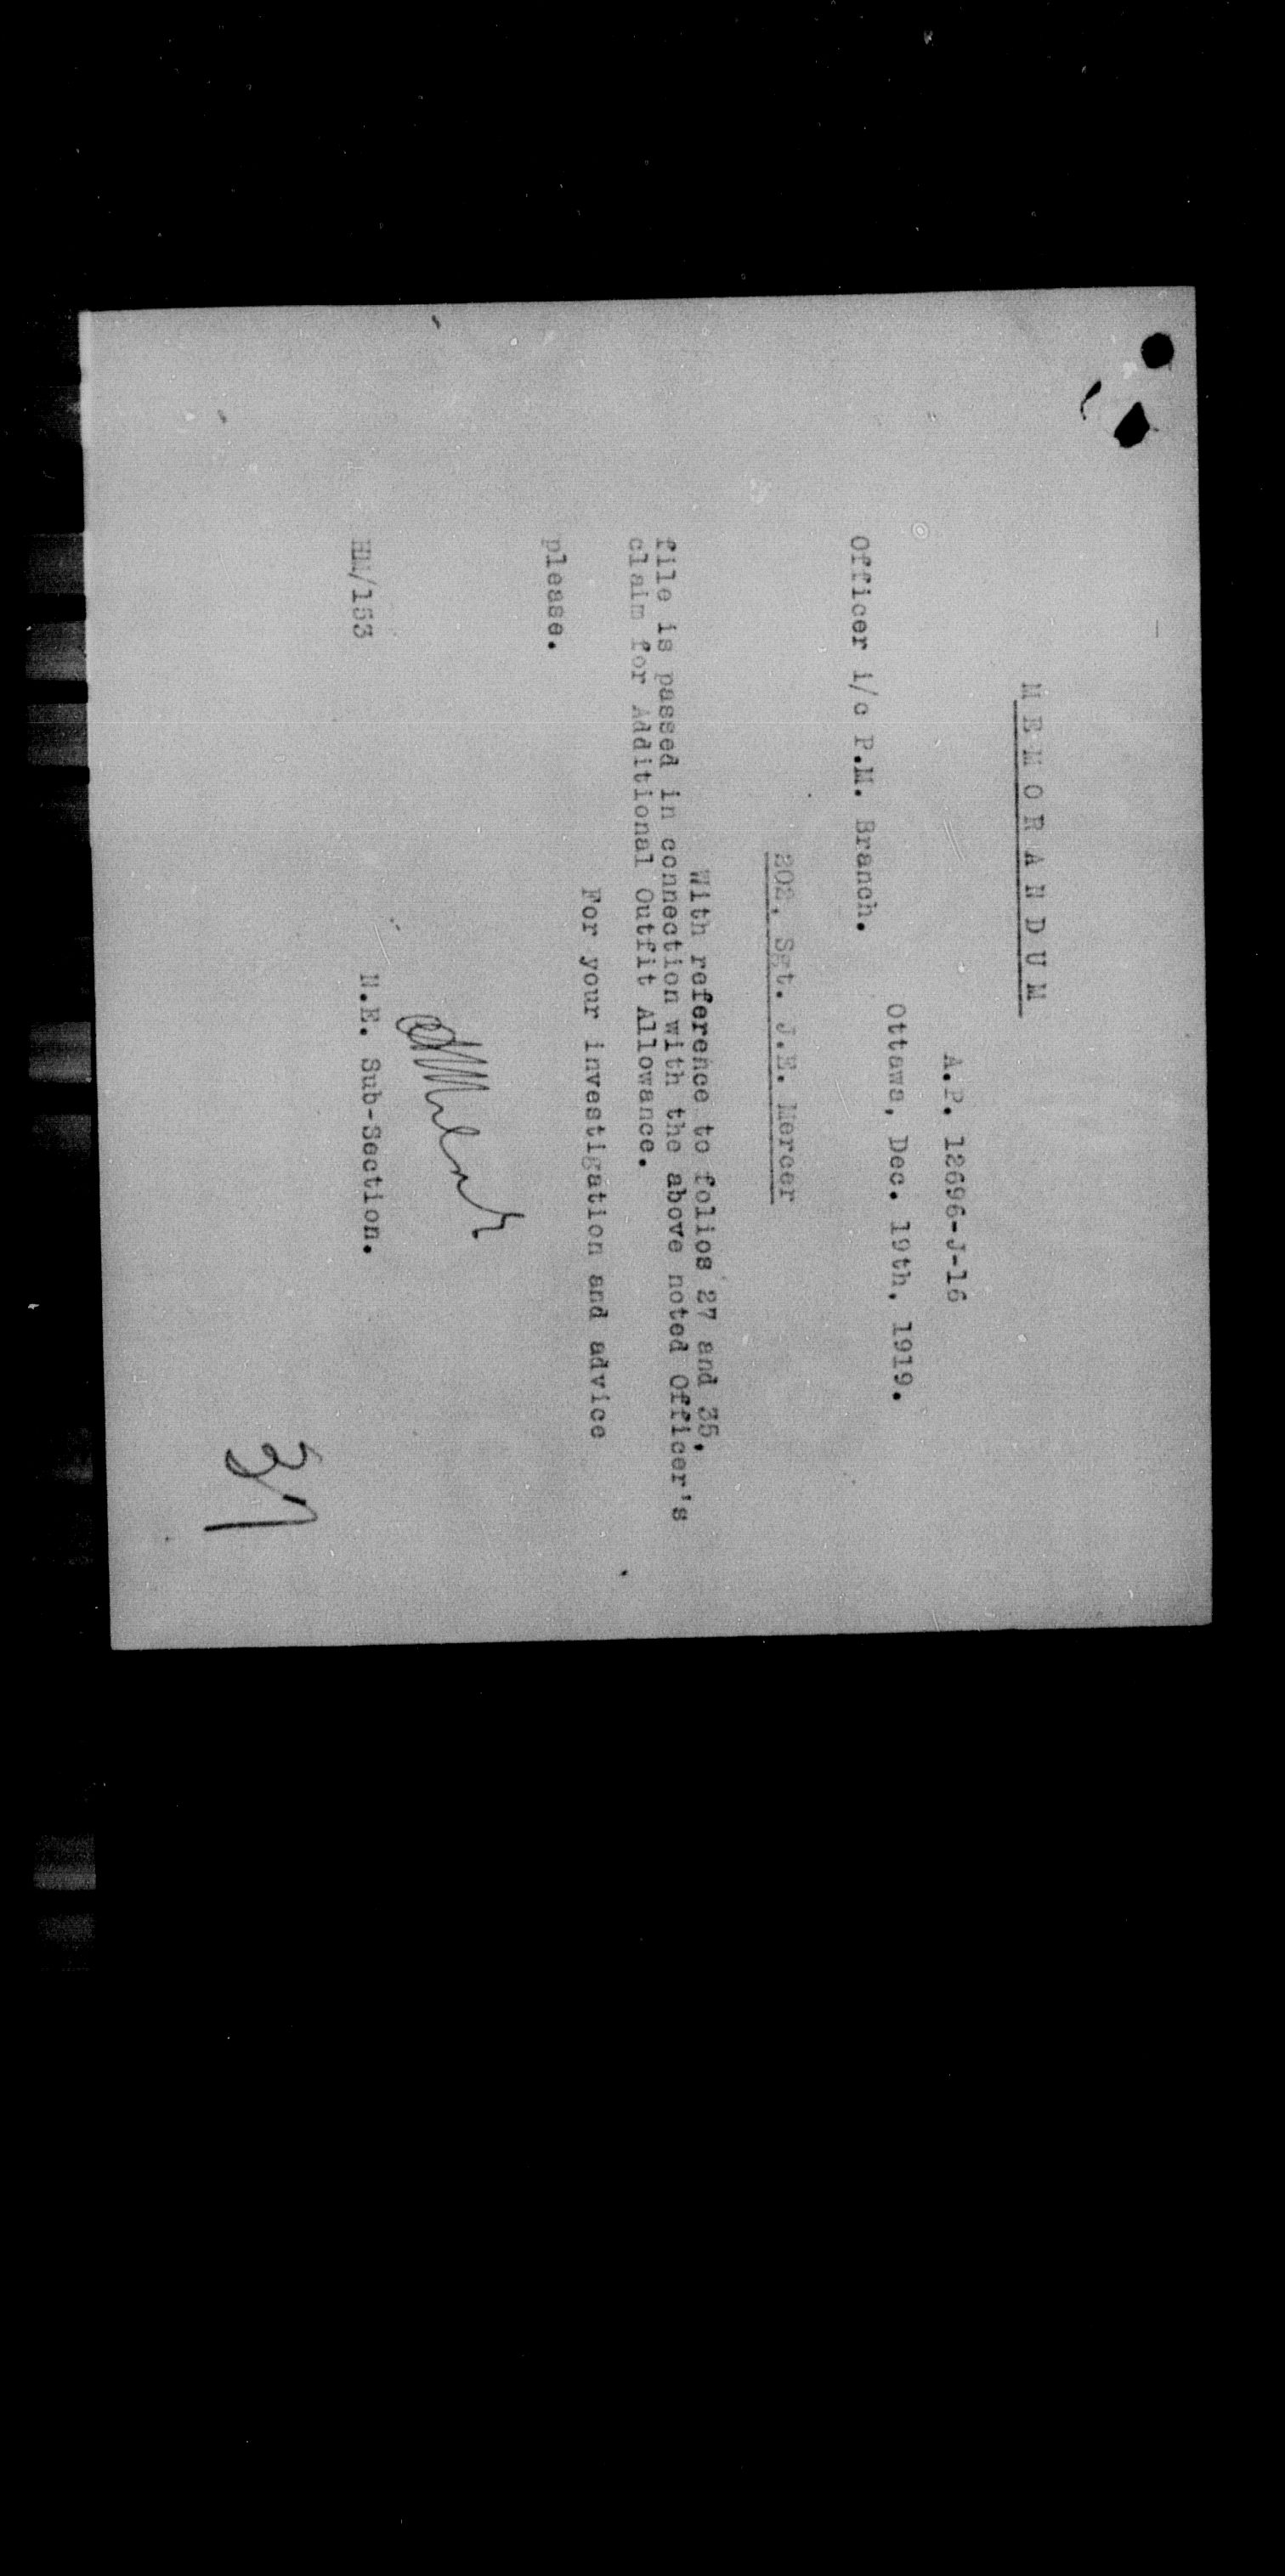 MEMORANDUM
A.P. 12696-J-16
Ottawa, Dec. 19th, 1919.
Officer i/c P.M. Branch.
202, Sgt. J.E. Mercer
With reference to folios 27 and 35,
file is passed in connection with the above noted Officer's
claim for Additional Outfit Allowance.
For your investigation and advice
please.
N.E. Sub-Section.
HM/153
37